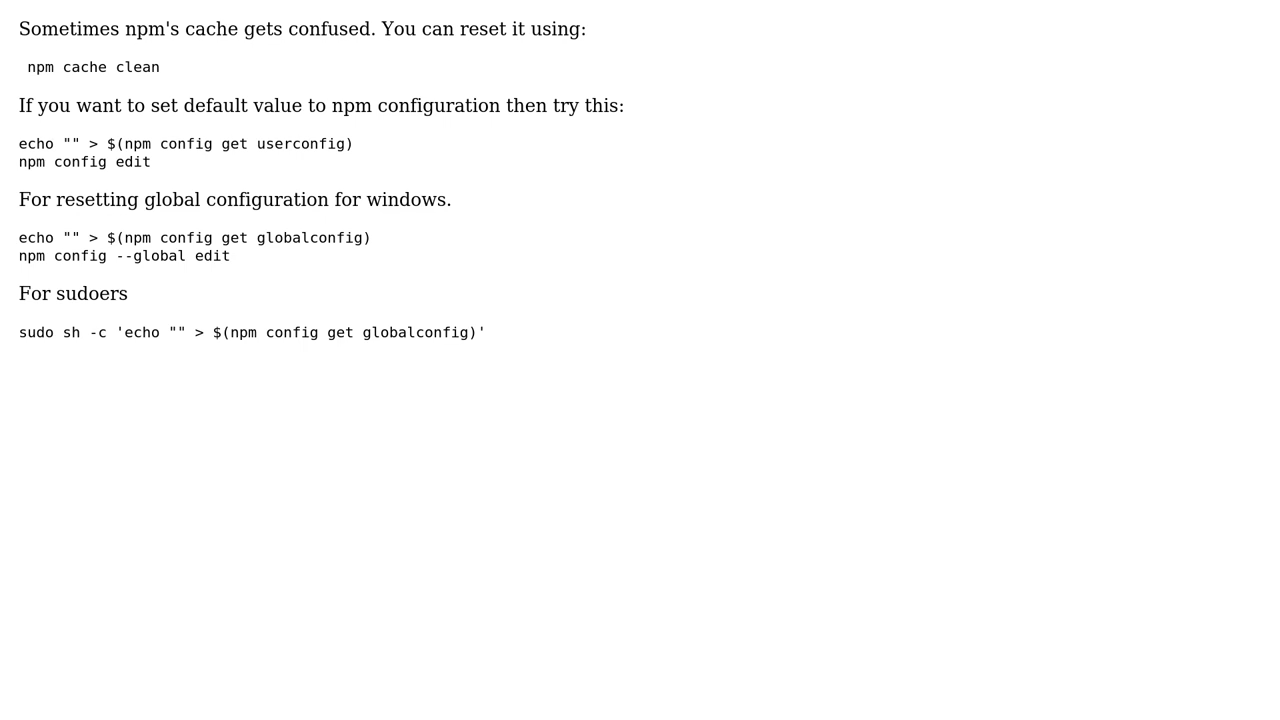 Sometimes npm's cache gets confused. You can reset it using:
npm cache clean
If you want to set default value to npm configuration then try this:
echo "" > $(npm config get userconfig)
npm config edit
For resetting global configuration for windows.
echo "" > $(npm config get globalconfig)
npm config --global edit
For sudoers
sudo sh -c 'echo "" > $(npm config get globalconfig)'